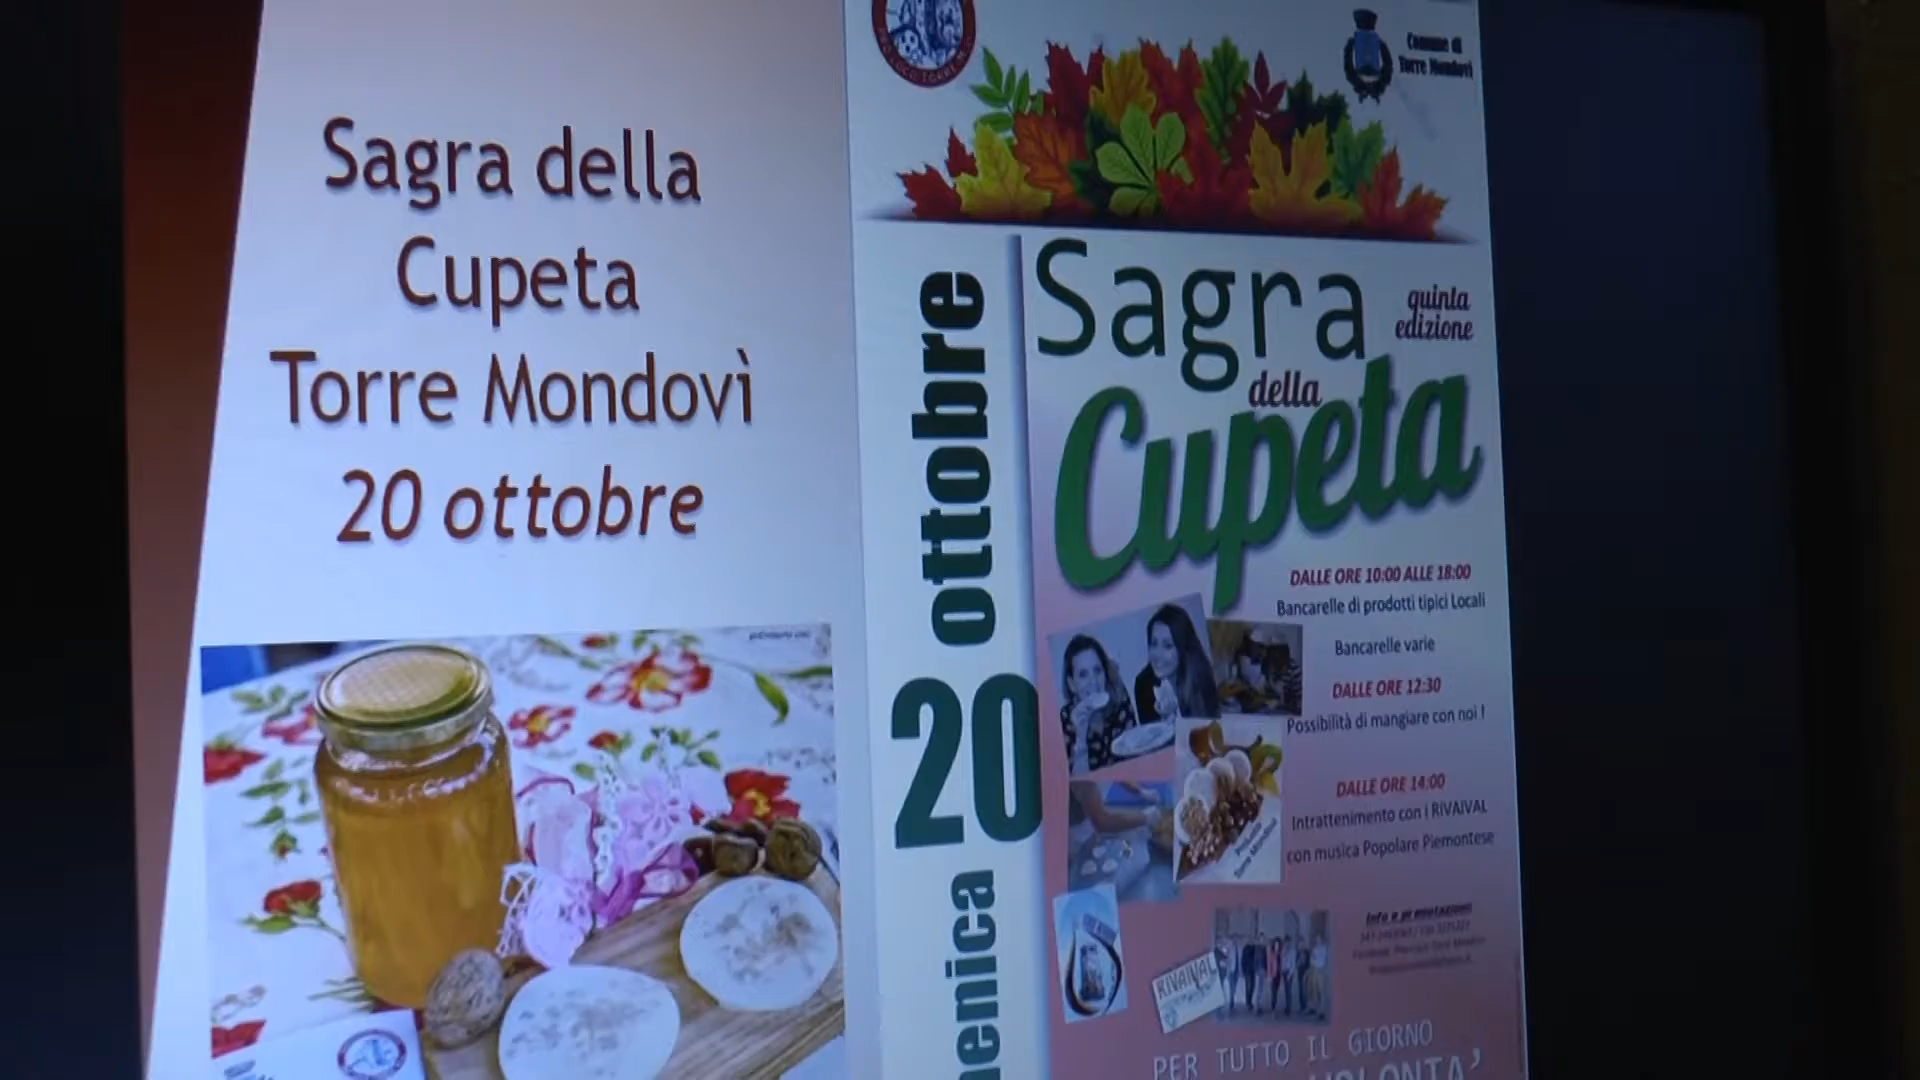 Sagra della
Cupeta
Torre Mondovì
20 ottobre
Comune di
Torre Mondovì
Sagra
quinta
edizione
della
Cupeta
20 ottobre
DALLE ORE 10:00 ALLE 18:00
Bancarelle di prodotti tipici Locali
Bancarelle varie
DALLE ORE 12:30
Possibilità di mangiare con noi !
DALLE ORE 14:00
Intrattenimento con i RIVAIVAL
con musica Popolare Piemontese
Info e prenotazioni
RIVAIVAL
PER TUTTO IL GIORNO